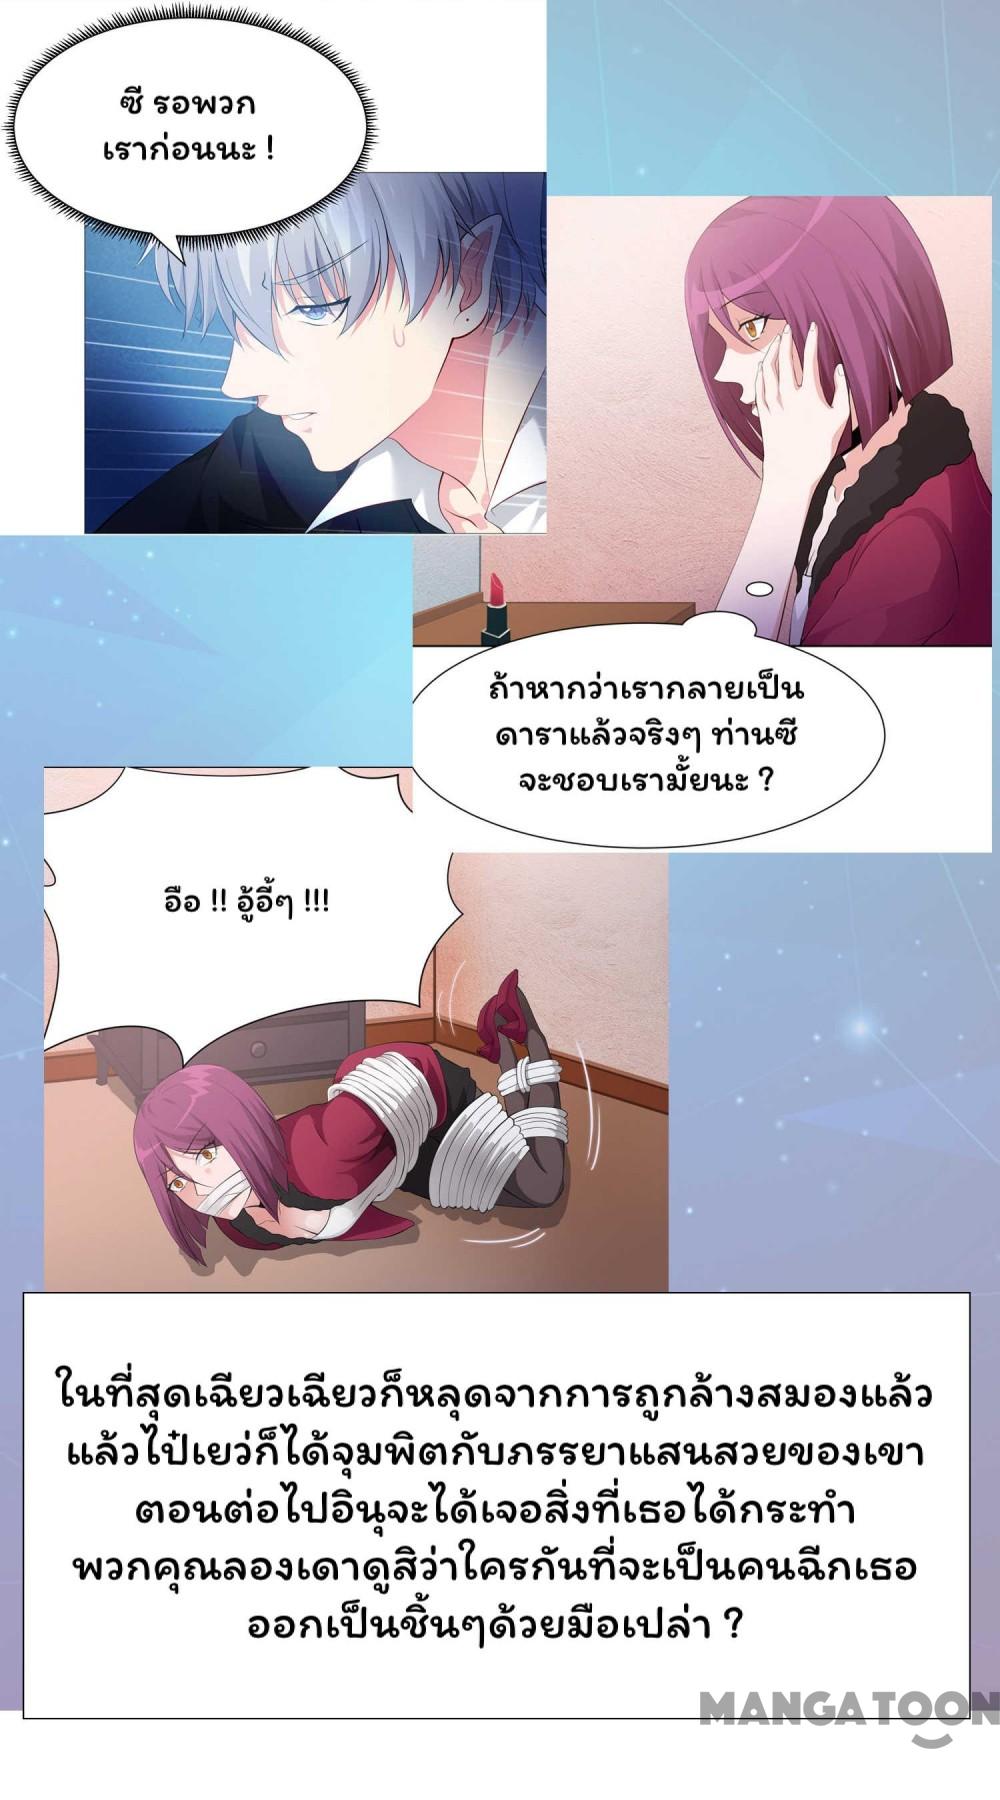 ซี รอพวก
เราก่อนนะ !
ถ้าหากว่าเรากลายเป็น
ดาราแล้วจริงๆ ท่านซี
จะชอบเรามั้ยนะ ?
อือ !! อู้อี้ๆ !!!
ในที่สุดเฉียวเฉียวก็หลุดจากการถูกล้างสมองแล้ว
แล้วไป๋เยว่ก็ได้จุมพิตกับภรรยาแสนสวยของเขา
ตอนต่อไปอินุจะได้เจอสิ่งที่เธอได้กระทำ
พวกคุณลองเดาดูสิว่าใครกันที่จะเป็นคนฉีกเธอ
ออกเป็นชิ้นๆด้วยมือเปล่า ?
MANGATOON